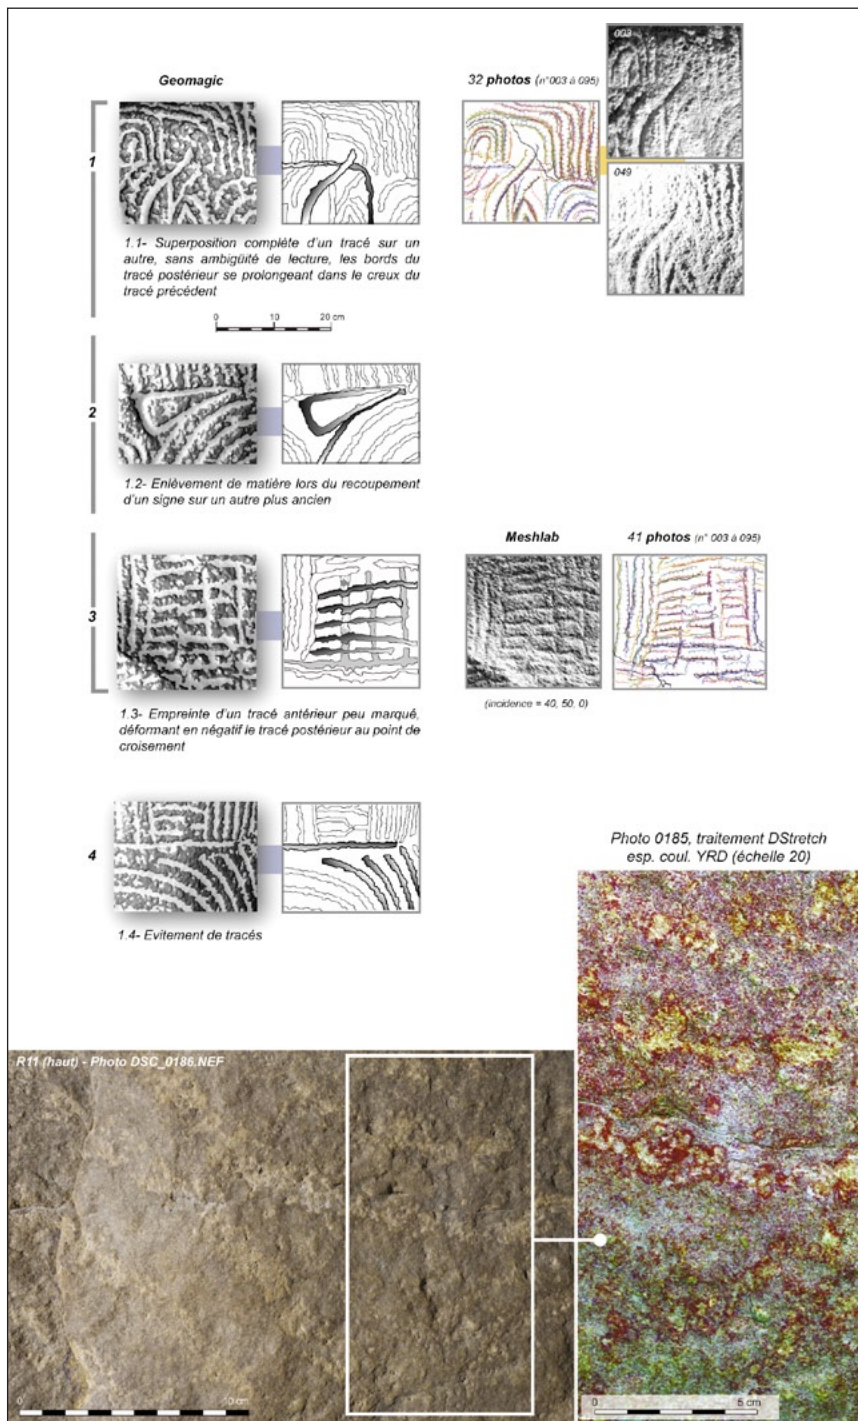 Geomagic
32 photos (n°003 à 095)
003
1
049
1.1- Superposition complète d'un tracé sur un
autre, sans ambigüité de lecture, les bords du
tracé postérieur se prolongeant dans le creux du
tracé précédent
0 10 20 cm
2
1.2- Enlèvement de matière lors du recoupement
d'un signe sur un autre plus ancien
Meshlab
41 photos (n° 003 à 095)
3
(incidence = 40, 50, 0)
1.3- Empreinte d'un tracé antérieur peu marqué,
déformant en négatif le tracé postérieur au point de
croisement
4
1.4- Evitement de tracés
Photo 0185, traitement DStretch
esp. coul. YRD (échelle 20)
R11 (haut) - Photo DSC_0186.NEF
0 10 cm
0 5 cm